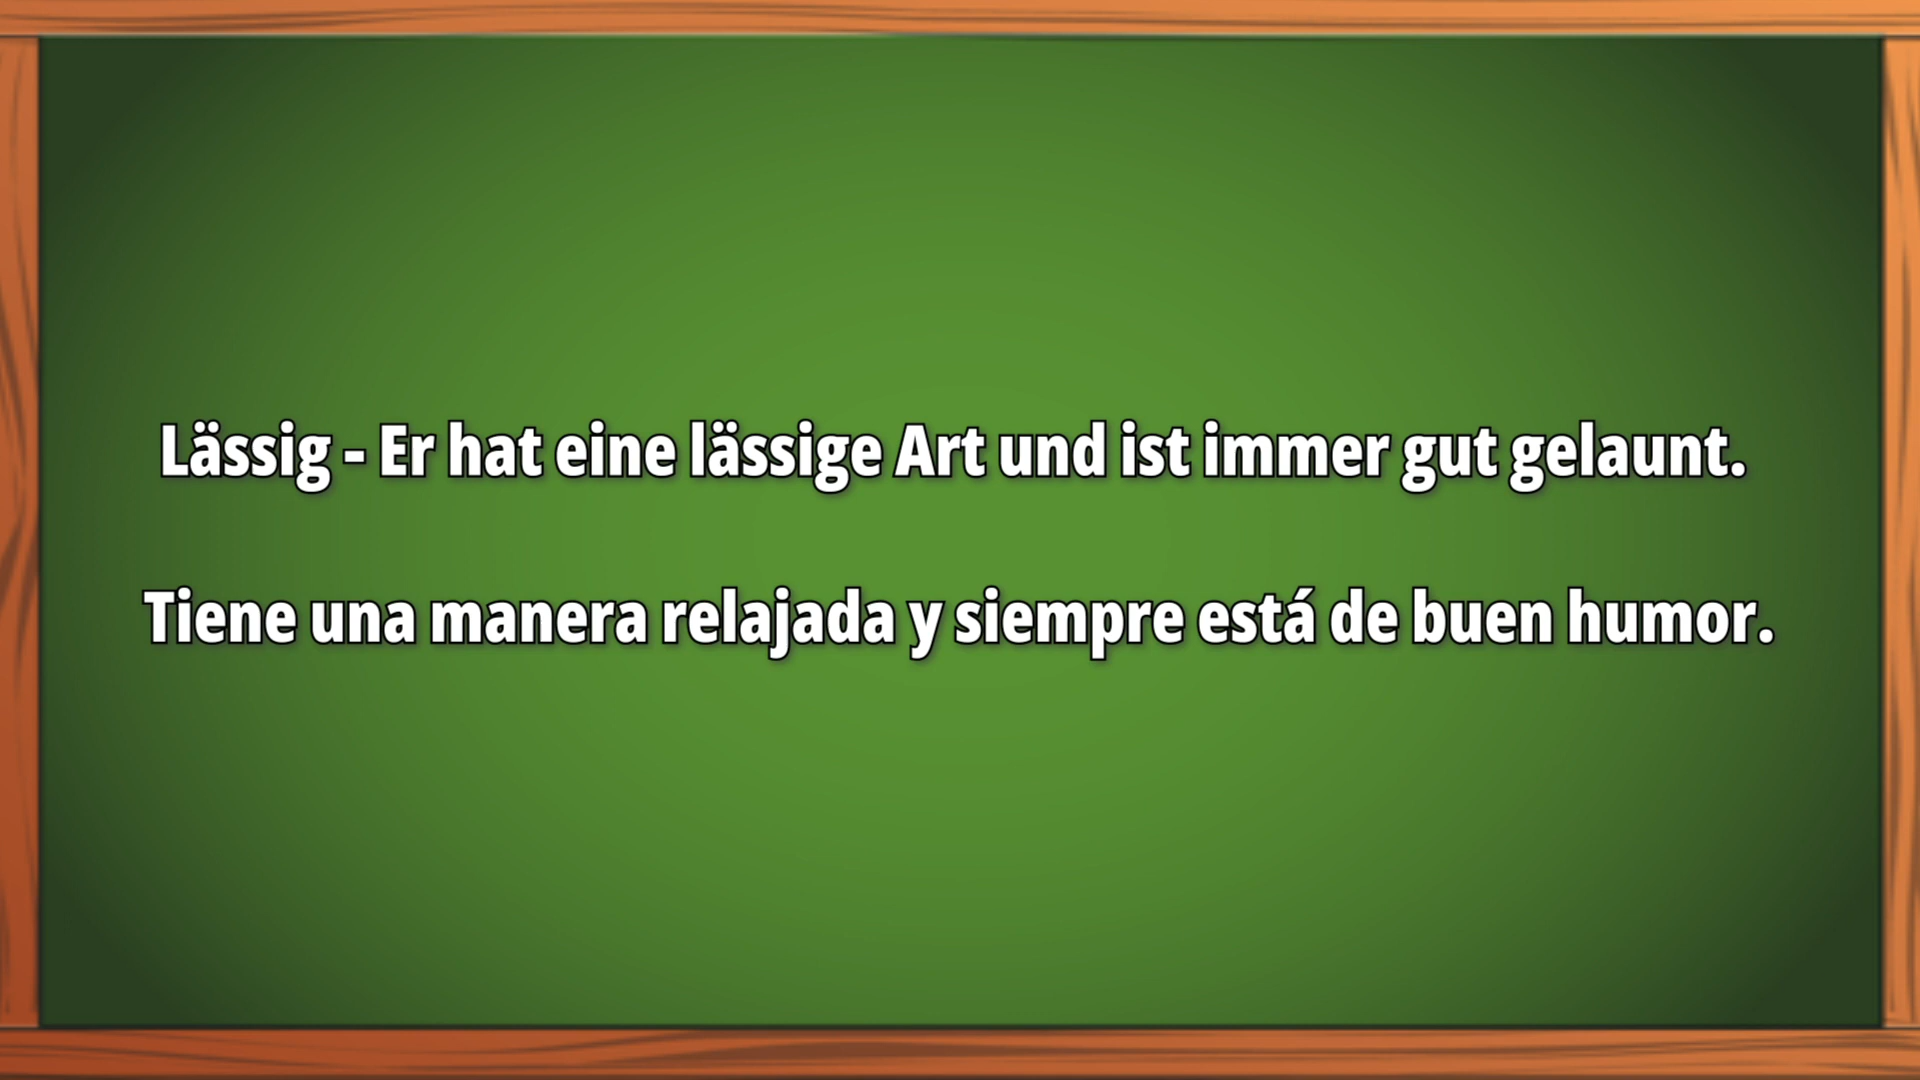 Lässig - Er hat eine lässige Art und ist immer gut gelaunt.
Tiene una manera relajada y siempre está de buen humor.